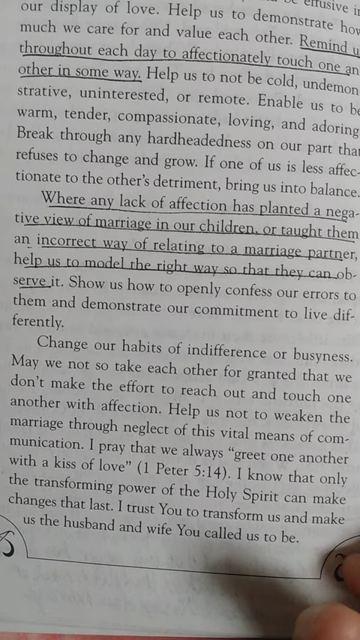 be effusive in
our display of love. Help us to demonstrate how
much we care for and value each other. Remind u
throughout each day to affectionately touch one an
other in some way. Help us to not be cold, undemon
strative, uninterested, or remote. Enable us to be
warm, tender, compassionate, loving, and adoring
Break through any hardheadedness on our part that
refuses to change and grow. If one of us is less affec-
tionate to the other's detriment, bring us into balance.
Where any lack of affection has planted a nega-
tive view of marriage in our children, or taught them
an incorrect way of relating to a marriage partner,
help us to model the right way so that they can ob-
serve it. Show us how to openly confess our errors to
them and demonstrate our commitment to live dif-
ferently.
Change our habits of indifference or busyness.
May we not so take each other for granted that we
don't make the effort to reach out and touch one
another with affection. Help us not to weaken the
marriage through neglect of this vital means of com-
munication. I pray that we always "greet one another
with a kiss of love" (1 Peter 5:14). I know that only
the transforming power of the Holy Spirit can make
changes that last. I trust You to transform us and make
us the husband and wife You called us to be.